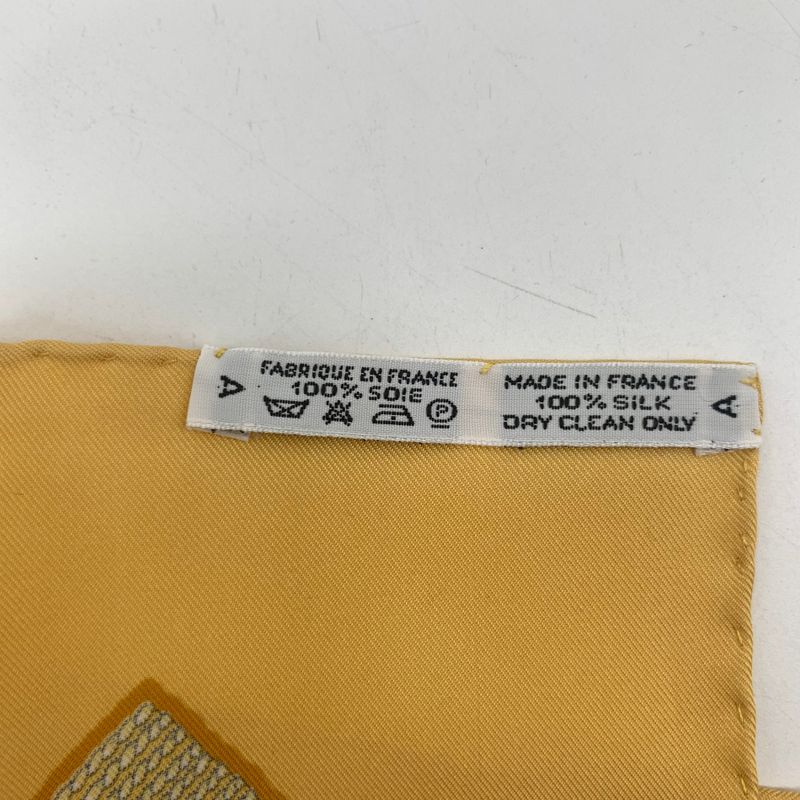 A
FABRIQUE EN FRANCE
100% SOIE
P
MADE IN FRANCE
100% SILK
DRY CLEAN ONLY
A